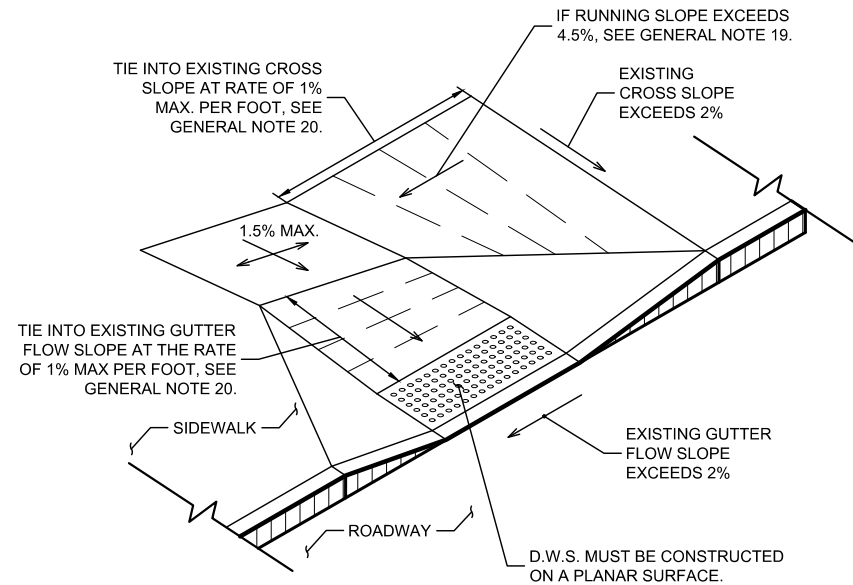 IF RUNNING SLOPE EXCEEDS
4.5%, SEE GENERAL NOTE 19.
TIE INTO EXISTING CROSS
SLOPE AT RATE OF 1%
MAX. PER FOOT, SEE
GENERAL NOTE 20.
EXISTING
CROSS SLOPE
EXCEEDS 2%
1.5% MAX.
TIE INTO EXISTING GUTTER
FLOW SLOPE AT THE RATE
OF 1% MAX PER FOOT, SEE
GENERAL NOTE 20.
SIDEWALK
EXISTING GUTTER
FLOW SLOPE
EXCEEDS 2%
ROADWAY
D.W.S. MUST BE CONSTRUCTED
ON A PLANAR SURFACE.